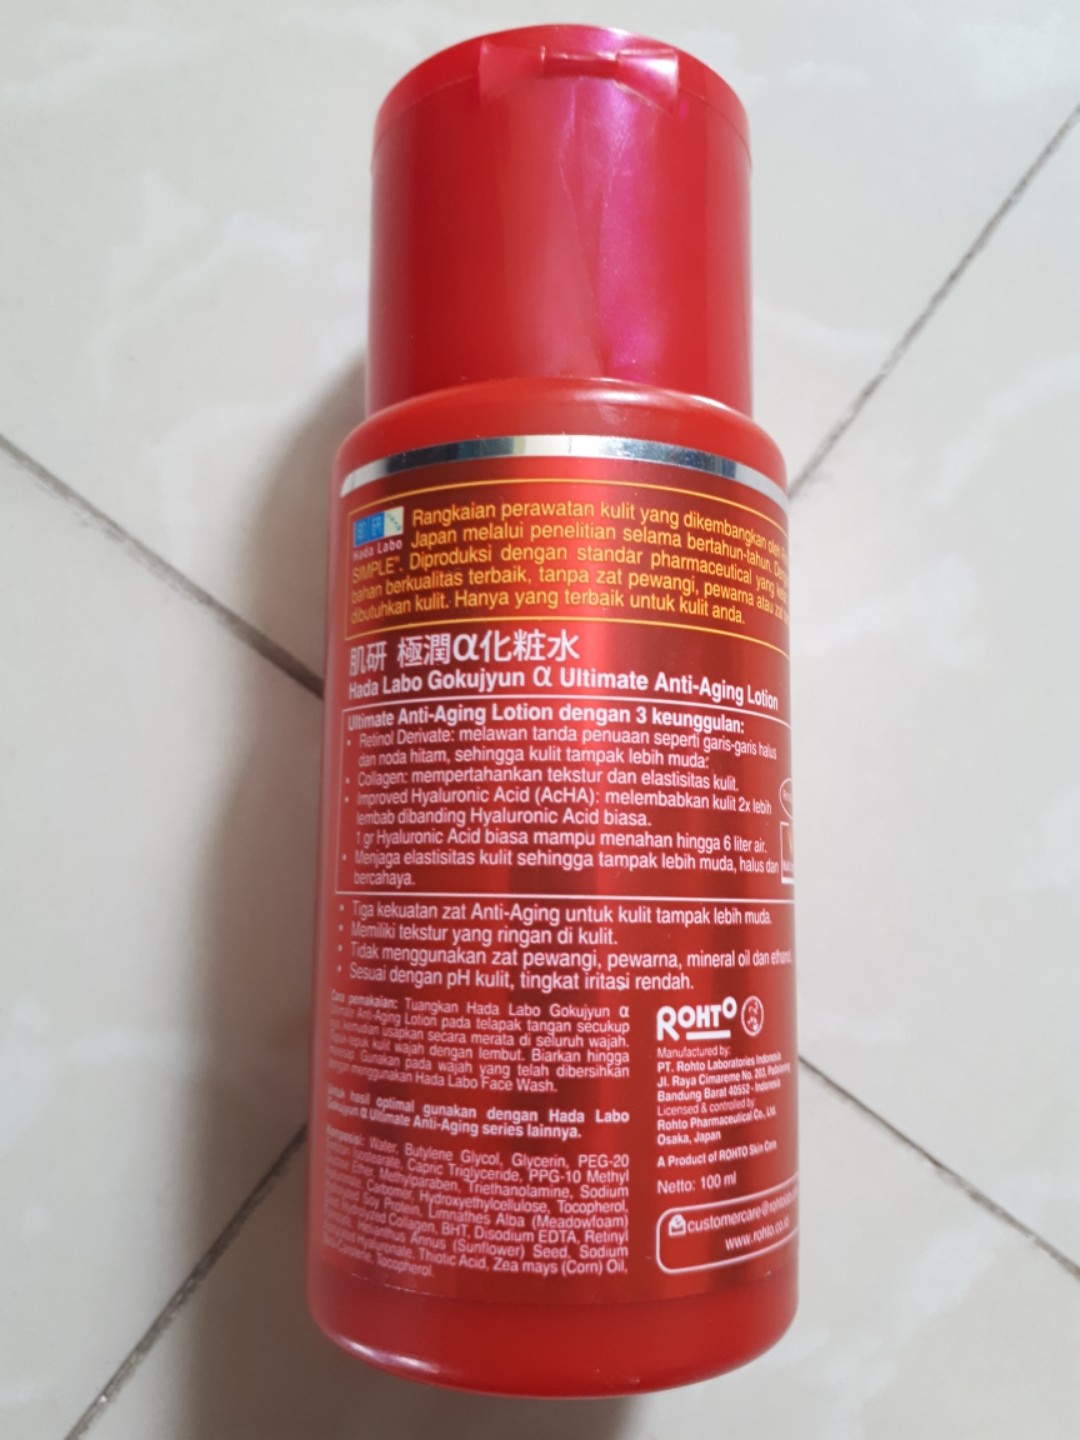 Hada Labo
Rangkaian perawatan kulit yang dikembangkan oleh
Japan melalui penelitian selama bertahun-tahun.
SIMPLE". Diproduksi dengan standar pharmaceutical yang
bahan berkualitas terbaik, tanpa zat pewangi, pewarna atau zat
dibutuhkan kulit. Hanya yang terbaik untuk kulit anda.
肌研 極潤α化粧水
Hada Labo Gokujyun α Ultimate Anti-Aging Lotion
Ultimate Anti-Aging Lotion dengan 3 keunggulan:
• Retinol Derivate: melawan tanda penuaan seperti garis-garis halus
dan noda hitam, sehingga kulit tampak lebih muda.
• Collagen: mempertahankan tekstur dan elastisitas kulit.
• Improved Hyaluronic Acid (AcHA): melembabkan kulit 2x lebih
lembab dibanding Hyaluronic Acid biasa.
1 gr Hyaluronic Acid biasa mampu menahan hingga 6 liter air.
• Menjaga elastisitas kulit sehingga tampak lebih muda, halus dan
bercahaya.
• Tiga kekuatan zat Anti-Aging untuk kulit tampak lebih muda.
• Memiliki tekstur yang ringan di kulit.
• Tidak menggunakan zat pewangi, pewarna, mineral oil dan
• Sesuai dengan pH kulit, tingkat iritasi rendah.
Cara pemakaian: Tuangkan Hada Labo Gokujyun α
Ultimate Anti-Aging Lotion pada telapak tangan secukup
kemudian usapkan secara merata di seluruh wajah.
kulit wajah dengan lembut. Biarkan hingga
Gunakan pada wajah yang telah dibersihkan
menggunakan Hada Labo Face Wash.
Untuk hasil optimal gunakan dengan Hada Labo
Gokujyun α Ultimate Anti-Aging series lainnya.
Komposisi: Water, Butylene Glycol, Glycerin, PEG-20
Isostearate, Capric Triglyceride, PPG-10 Methyl
Ether, Methylparaben, Triethanolamine, Sodium
Carbomer, Hydroxyethylcellulose, Tocopherol,
Soy Protein, Limnathes Alba (Meadowfoam)
Hydrolyzed Collagen, BHT, Disodium EDTA, Retinyl
Helianthus Annus (Sunflower) Seed, Sodium
Hyaluronate, Thiotic Acid, Zea mays (Corn) Oil,
Tocopherol.
ROHTO
Manufactured by:
PT. Rohto Laboratories Indonesia
Jl. Raya Cimareme No. 203, Padalarang
Bandung Barat 40552 - Indonesia
Licensed & controlled by:
Rohto Pharmaceutical Co., Ltd.
Osaka, Japan
A Product of ROHTO Skin Care
Netto: 100 ml
www.rohto.co.id